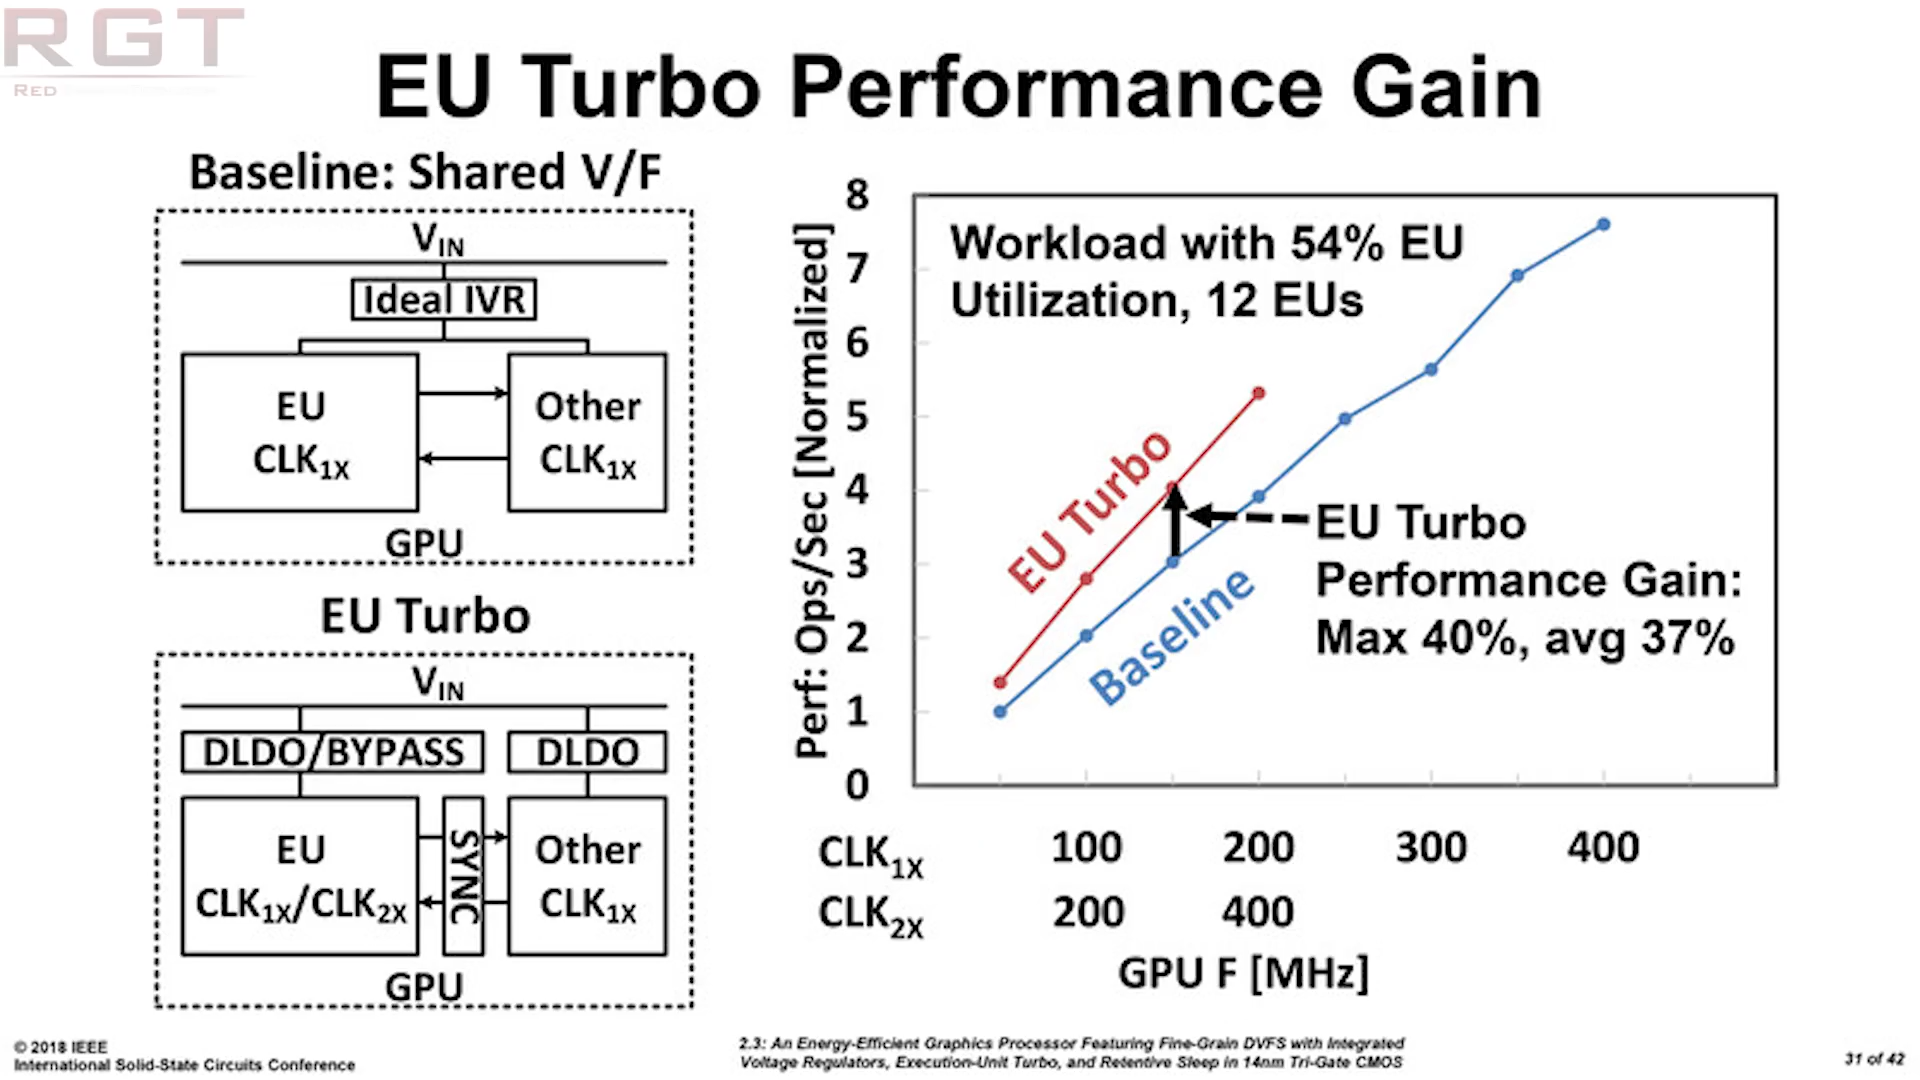 RGT
RED
EU Turbo Performance Gain
Baseline: Shared V/F
VIN
Ideal IVR
EU
CLK1X
Other
CLK1X
GPU
EU Turbo
VIN
DLDO/BYPASS
DLDO
EU
CLK1X/CLK2X
SYNC
Other
CLK1X
GPU
Perf: Ops/Sec [Normalized]
8
7
6
5
4
3
2
1
0
Workload with 54% EU
Utilization, 12 EUs
EU Turbo
Baseline
EU Turbo
Performance Gain:
Max 40%, avg 37%
CLK1X 100 200 300 400
CLK2X 200 400
GPU F [MHz]
© 2018 IEEE
International Solid-State Circuits Conference
2.3: An Energy-Efficient Graphics Processor Featuring Fine-Grain DVFS with Integrated
Voltage Regulators, Execution-Unit Turbo, and Retentive Sleep in 14nm Tri-Gate CMOS
31 of 42